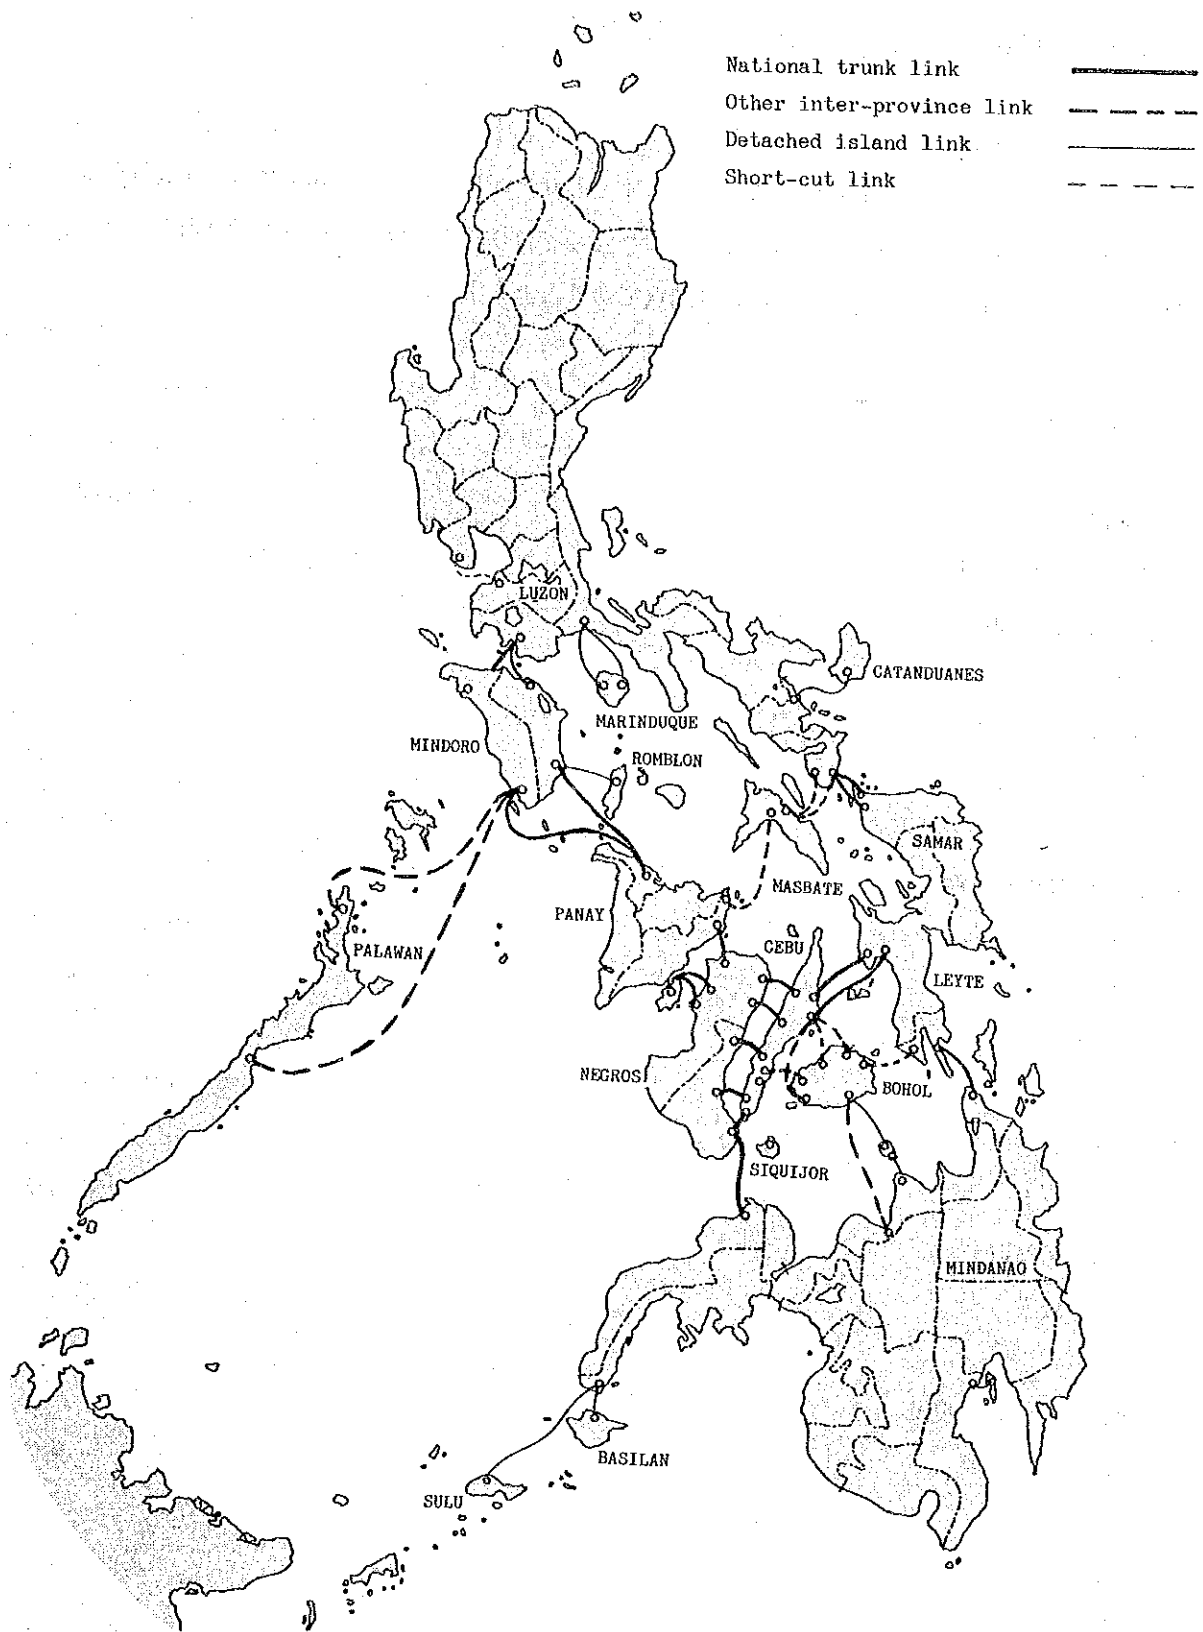 National trunk link
Other inter-province link
Detached island link
Short-cut link
LUZON
CATANDUANES
MARINDUQUE
MINDORO
ROMBLON
SAMAR
MASBATE
PANAY
CEBU
PALAWAN
LEYTE
NEGROS
BOHOL
SIQUIJOR
MINDANAO
BASILAN
SULU